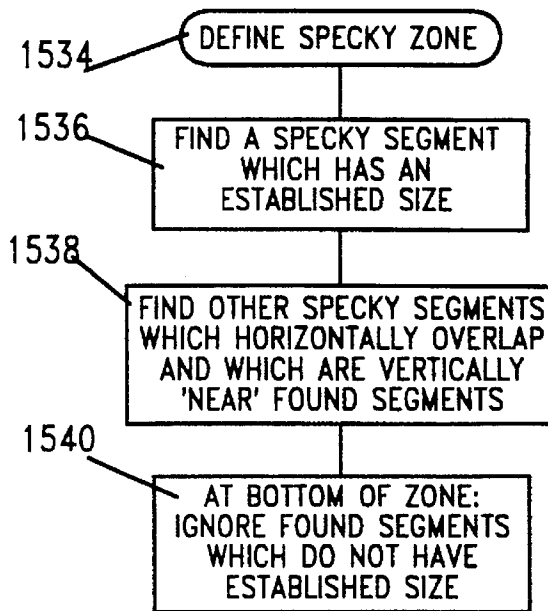 1534
DEFINE SPECKY ZONE
1536
FIND A SPECKY SEGMENT
WHICH HAS AN
ESTABLISHED SIZE
1538
FIND OTHER SPECKY SEGMENTS
WHICH HORIZONTALLY OVERLAP
AND WHICH ARE VERTICALLY
'NEAR' FOUND SEGMENTS
1540
AT BOTTOM OF ZONE:
IGNORE FOUND SEGMENTS
WHICH DO NOT HAVE
ESTABLISHED SIZE